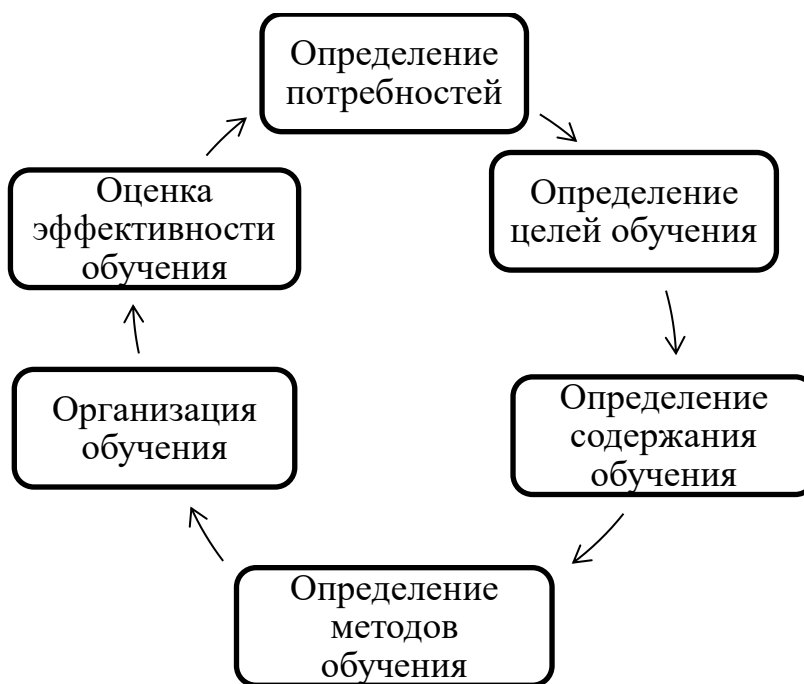 Определение
потребностей
Определение
целей обучения
Определение
содержания
обучения
Определение
методов
обучения
Организация
обучения
Оценка
эффективности
обучения